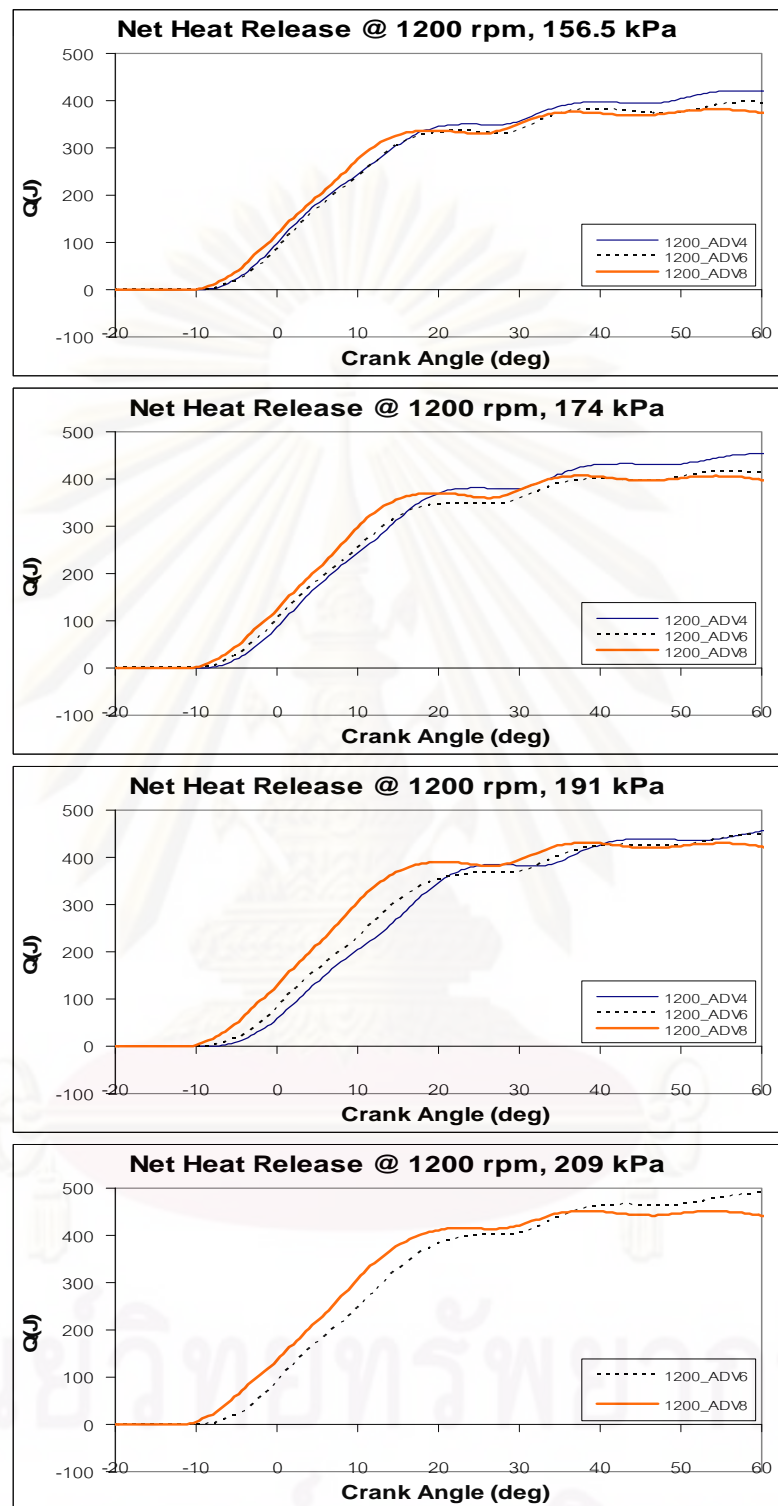 Net Heat Release @ 1200 rpm, 156.5 kPa
500
400
300
200
100
0
-100
Q(J)
1200_ADV4
1200_ADV6
1200_ADV8
-20 -10 0 10 20 30 40 50 60
Crank Angle (deg)
Net Heat Release @ 1200 rpm, 174 kPa
500
400
300
200
100
0
-100
Q(J)
1200_ADV4
1200_ADV6
1200_ADV8
-20 -10 0 10 20 30 40 50 60
Crank Angle (deg)
Net Heat Release @ 1200 rpm, 191 kPa
500
400
300
200
100
0
-100
Q(J)
1200_ADV4
1200_ADV6
1200_ADV8
-20 -10 0 10 20 30 40 50 60
Crank Angle (deg)
Net Heat Release @ 1200 rpm, 209 kPa
500
400
300
200
100
0
-100
Q(J)
1200_ADV6
1200_ADV8
-20 -10 0 10 20 30 40 50 60
Crank Angle (deg)